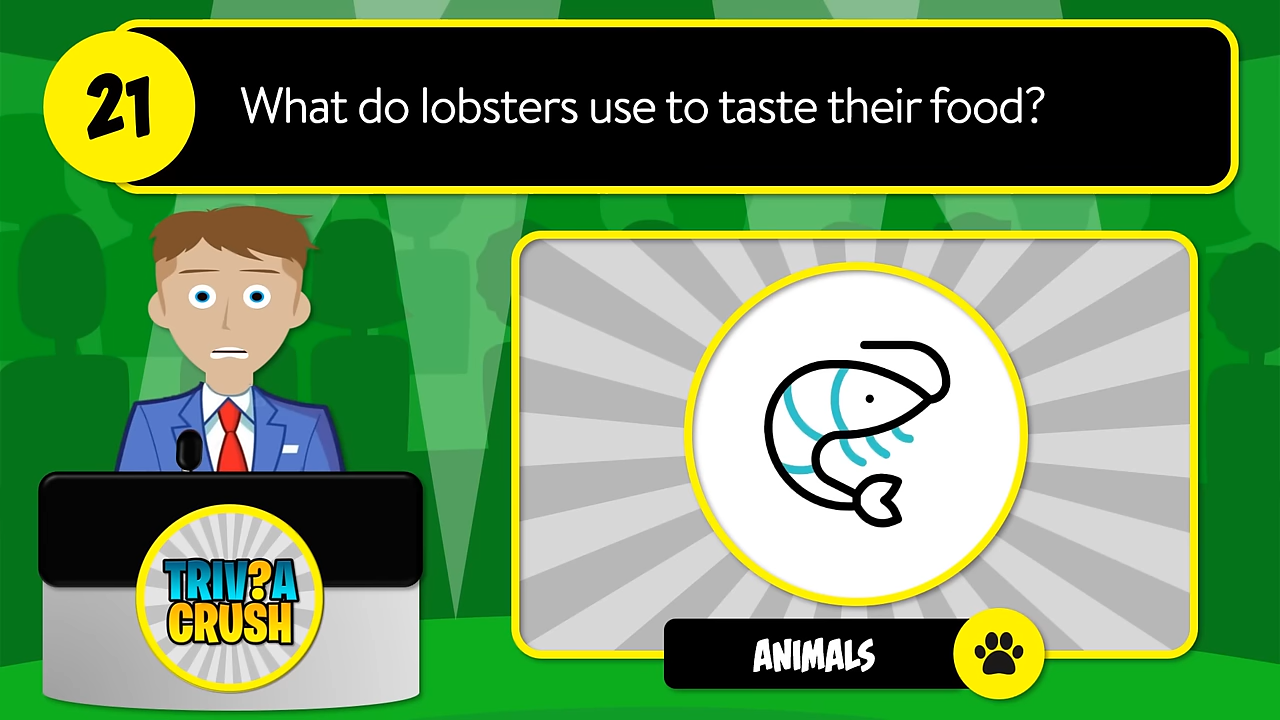 21
What do lobsters use to taste their food?
TRIV?A
CRUSH
ANIMALS